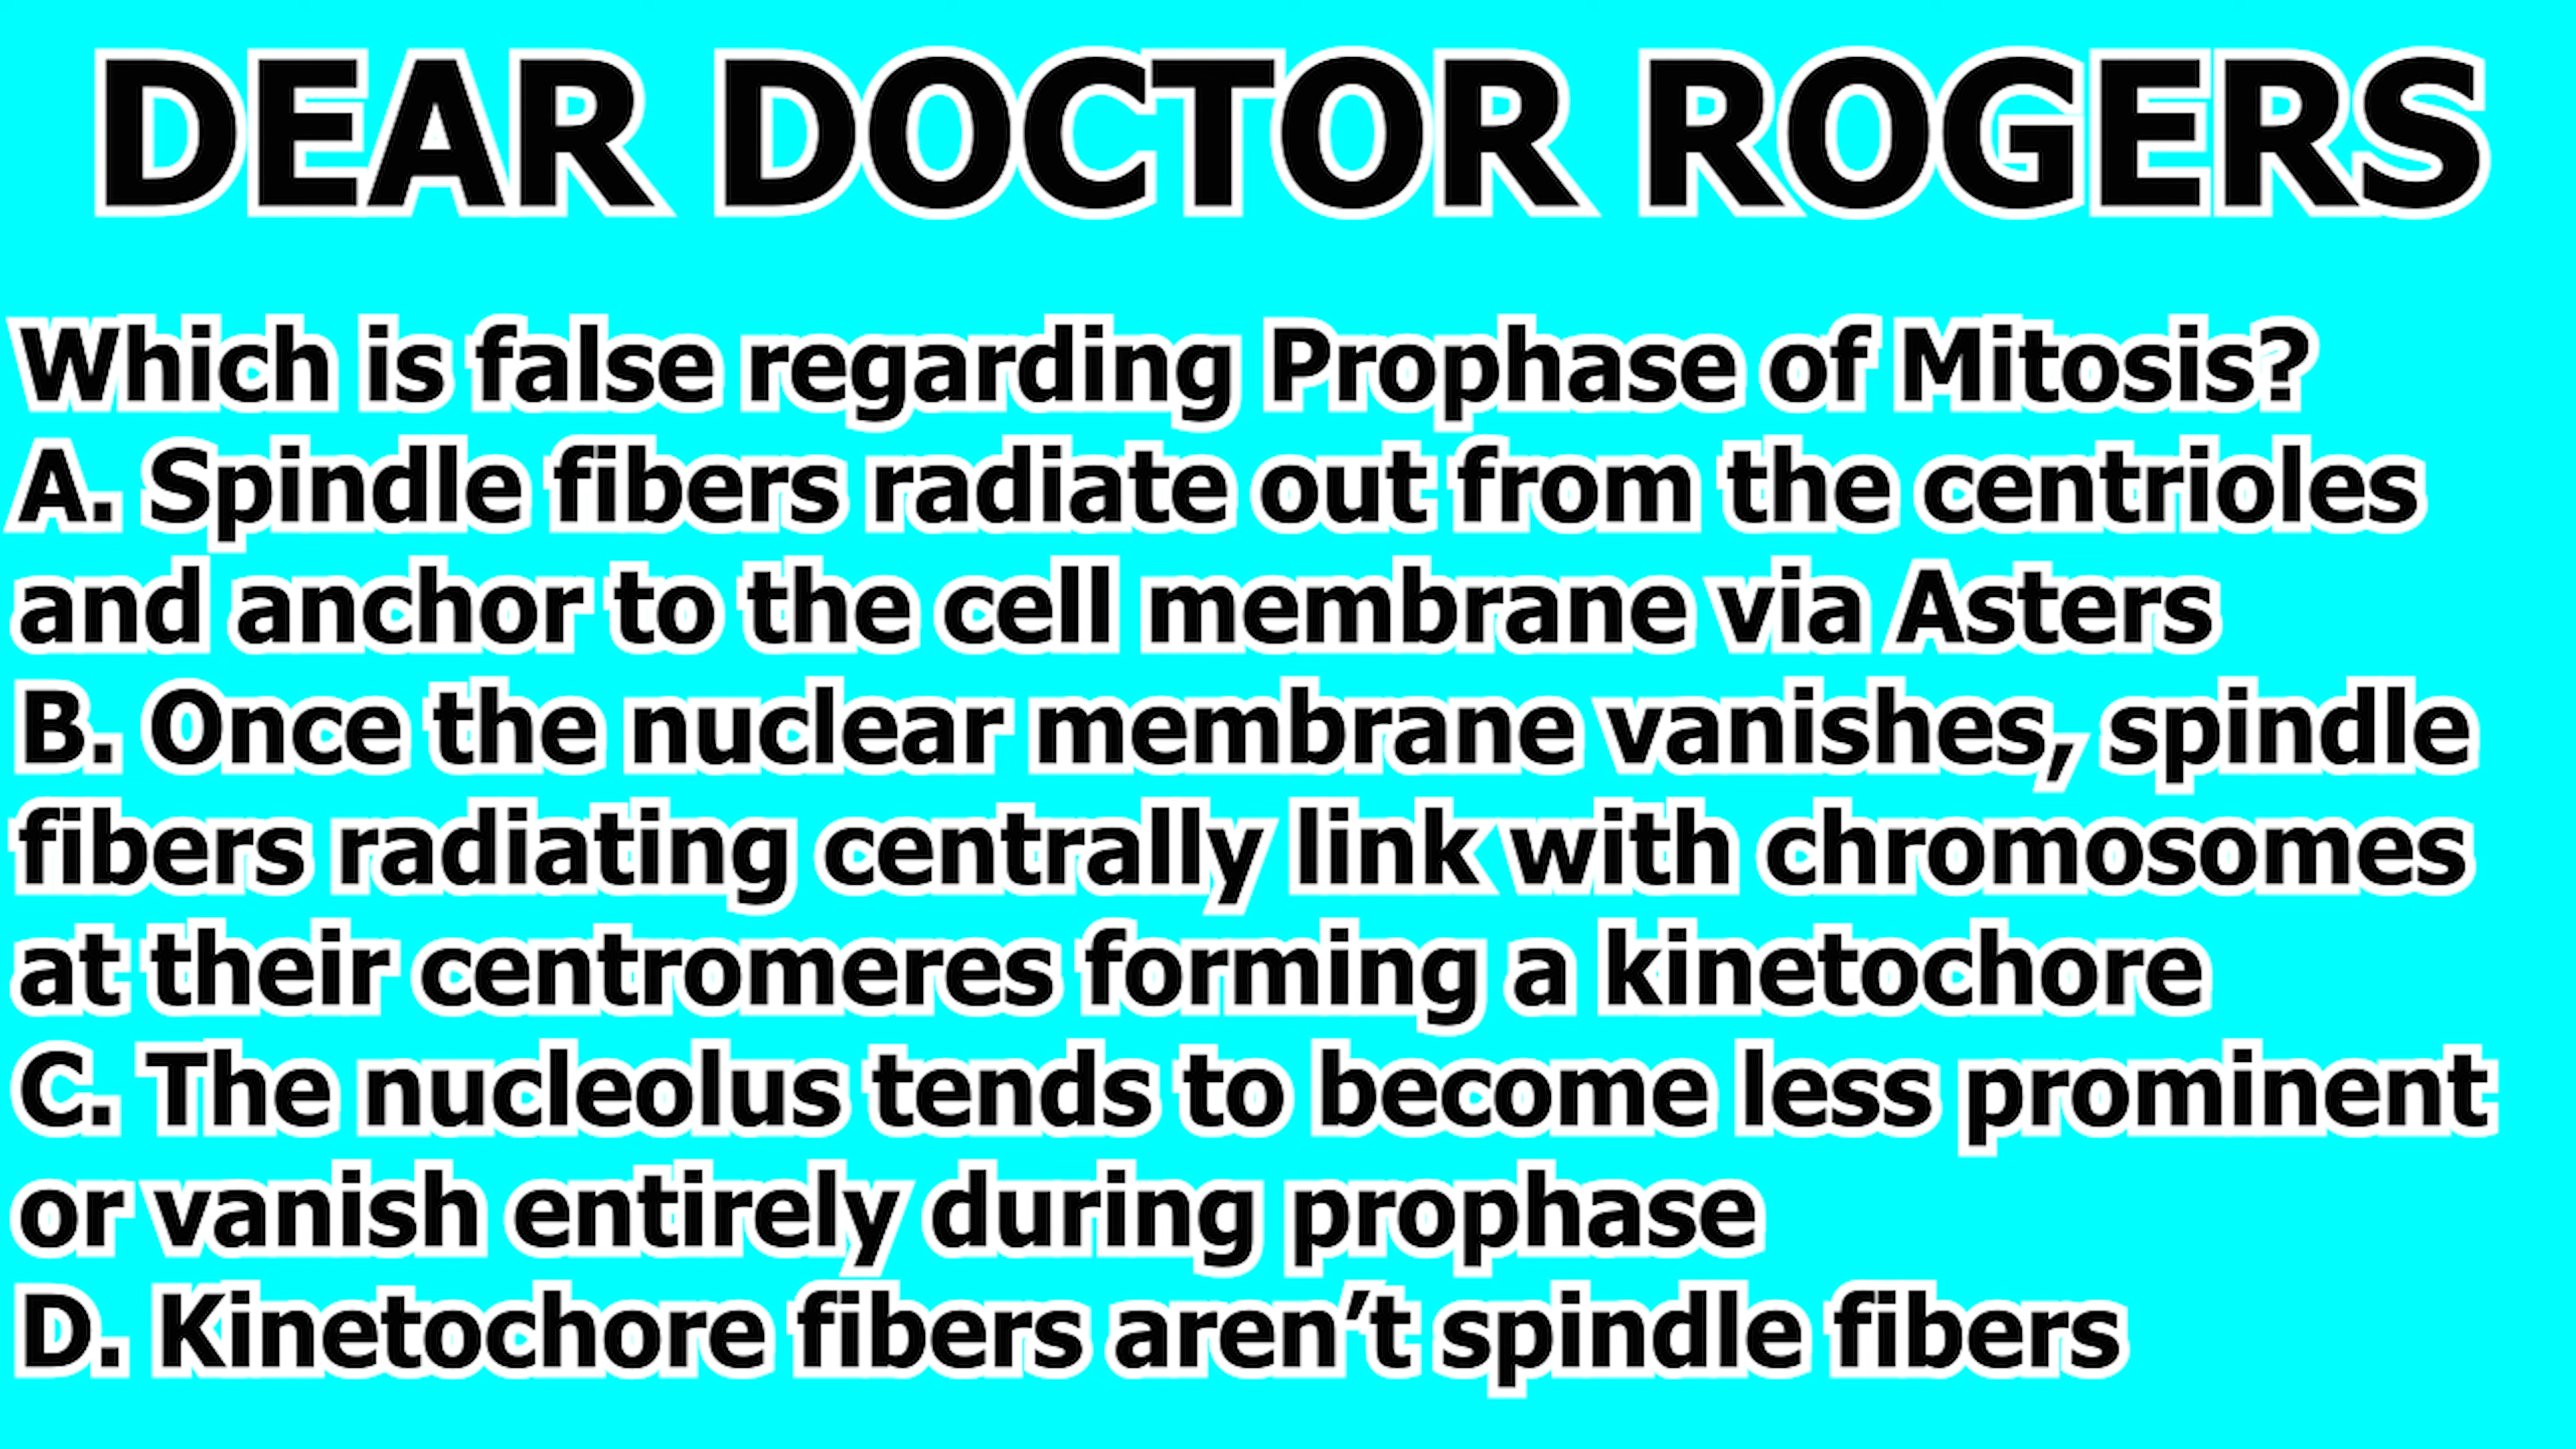 DEAR DOCTOR ROGERS
Which is false regarding Prophase of Mitosis?
A. Spindle fibers radiate out from the centrioles
and anchor to the cell membrane via Asters
B. Once the nuclear membrane vanishes, spindle
fibers radiating centrally link with chromosomes
at their centromeres forming a kinetochore
C. The nucleolus tends to become less prominent
or vanish entirely during prophase
D. Kinetochore fibers aren’t spindle fibers